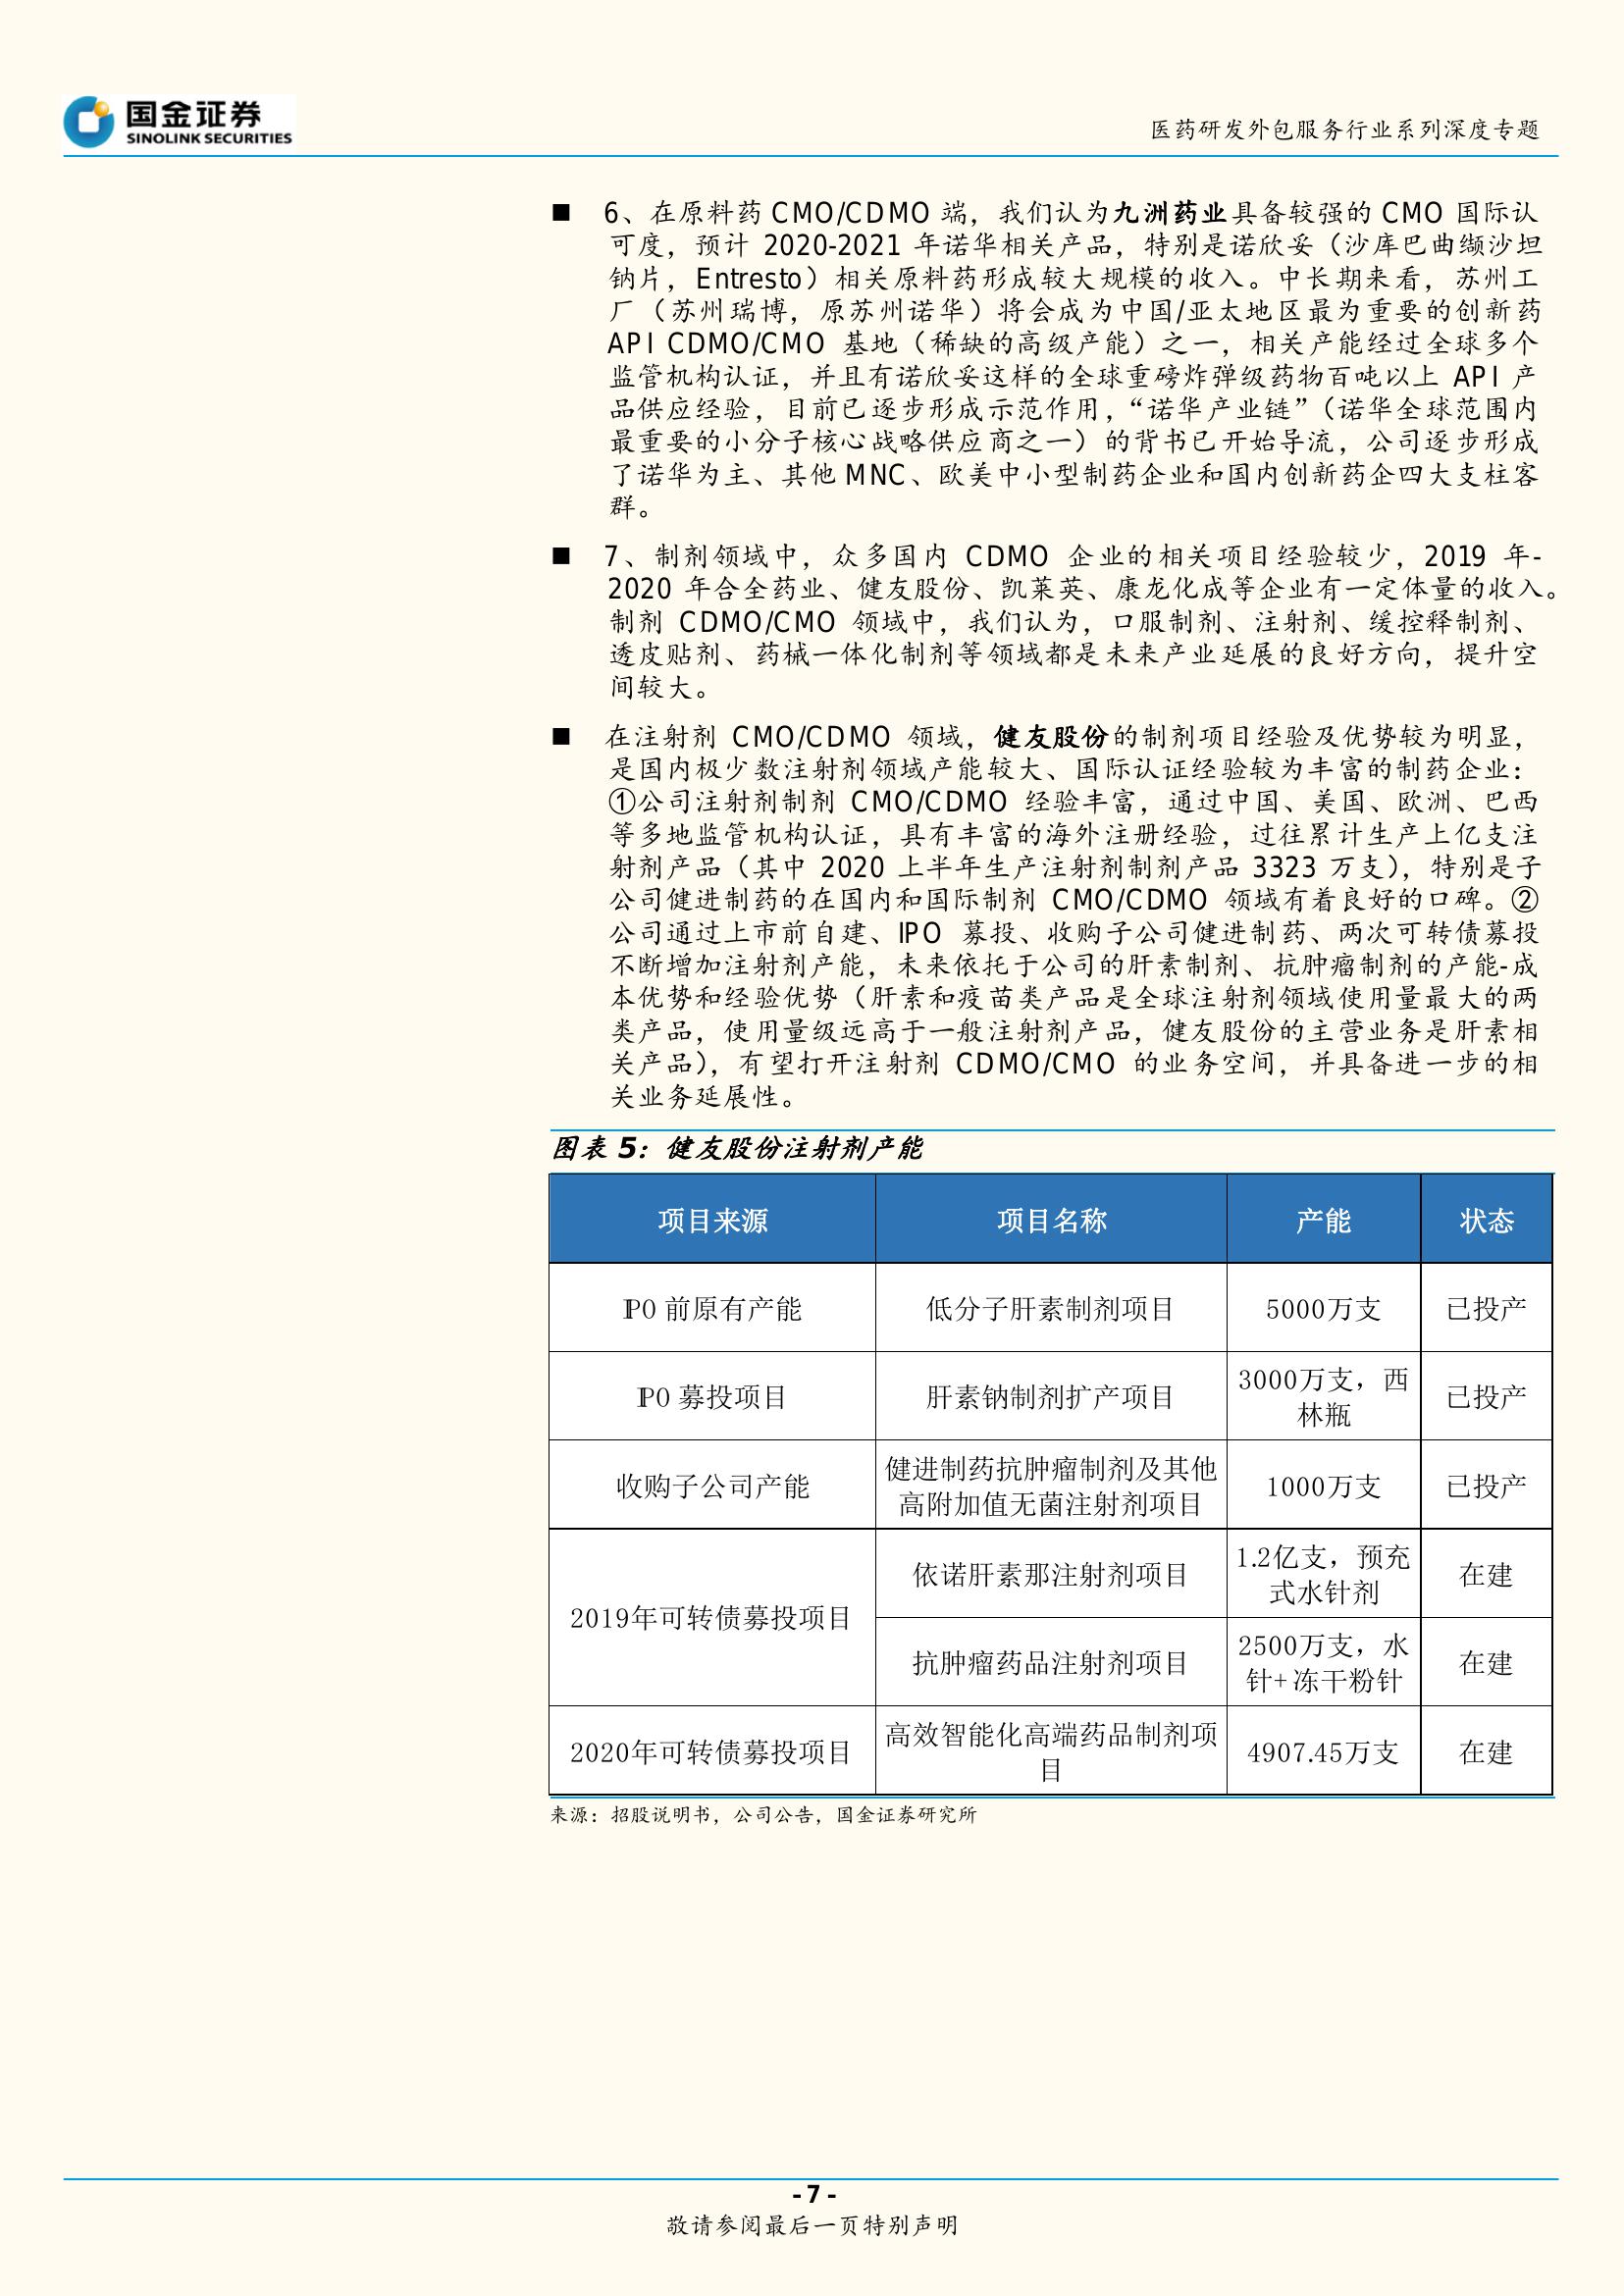 国金证券
SINOLINK SECURITIES
医药研发外包服务行业系列深度专题
■ 6、在原料药 CMO/CDMO 端，我们认为九洲药业具备较强的 CMO 国际认
可度，预计 2020-2021 年诺华相关产品，特别是诺欣妥（沙库巴曲缬沙坦
钠片，Entresto）相关原料药形成较大规模的收入。中长期来看，苏州工
厂（苏州瑞博，原苏州诺华）将会成为中国/亚太地区最为重要的创新药
API CDMO/CMO 基地（稀缺的高级产能）之一，相关产能经过全球多个
监管机构认证，并且有诺欣妥这样的全球重磅炸弹级药物百吨以上 API 产
品供应经验，目前已逐步形成示范作用，“诺华产业链”（诺华全球范围内
最重要的小分子核心战略供应商之一）的背书已开始导流，公司逐步形成
了诺华为主、其他 MNC、欧美中小型制药企业和国内创新药企四大支柱客
群。
■ 7、制剂领域中，众多国内 CDMO 企业的相关项目经验较少，2019 年-
2020 年合全药业、健友股份、凯莱英、康龙化成等企业有一定体量的收入。
制剂 CDMO/CMO 领域中，我们认为，口服制剂、注射剂、缓控释制剂、
透皮贴剂、药械一体化制剂等领域都是未来产业延展的良好方向，提升空
间较大。
■ 在注射剂 CMO/CDMO 领域，健友股份的制剂项目经验及优势较为明显，
是国内极少数注射剂领域产能较大、国际认证经验较为丰富的制药企业：
①公司注射剂制剂 CMO/CDMO 经验丰富，通过中国、美国、欧洲、巴西
等多地监管机构认证，具有丰富的海外注册经验，过往累计生产上亿支注
射剂产品（其中 2020 上半年生产注射剂制剂产品 3323 万支），特别是子
公司健进制药的在国内和国际制剂 CMO/CDMO 领域有着良好的口碑。②
公司通过上市前自建、IPO 募投、收购子公司健进制药、两次可转债募投
不断增加注射剂产能，未来依托于公司的肝素制剂、抗肿瘤制剂的产能-成
本优势和经验优势（肝素和疫苗类产品是全球注射剂领域使用量最大的两
类产品，使用量级远高于一般注射剂产品，健友股份的主营业务是肝素相
关产品），有望打开注射剂 CDMO/CMO 的业务空间，并具备进一步的相
关业务延展性。
图表 5：健友股份注射剂产能
项目来源 项目名称 产能 状态
IPO 前原有产能 低分子肝素制剂项目 5000万支 已投产
IPO 募投项目 肝素钠制剂扩产项目 3000万支，西
林瓶 已投产
收购子公司产能 健进制药抗肿瘤制剂及其他
高附加值无菌注射剂项目 1000万支 已投产
2019年可转债募投项目 依诺肝素那注射剂项目 1.2亿支，预充
式水针剂 在建
抗肿瘤药品注射剂项目 2500万支，水
针+冻干粉针 在建
2020年可转债募投项目 高效智能化高端药品制剂项
目 4907.45万支 在建
来源：招股说明书，公司公告，国金证券研究所
- 7 -
敬请参阅最后一页特别声明